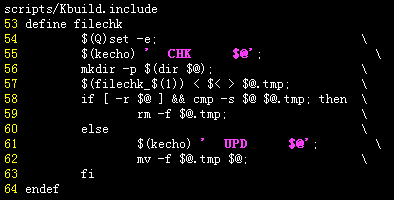 scripts/Kbuild.include
53 define filechk
54         $(Q)set -e;                             \
55         $(kecho) '  CHK     $@';                \
56         mkdir -p $(dir $@);                     \
57         $(filechk_$(1)) < $< > $@.tmp;          \
58         if [ -r $@ ] && cmp -s $@ $@.tmp; then  \
59                 rm -f $@.tmp;                   \
60         else                                    \
61                 $(kecho) '  UPD     $@';        \
62                 mv -f $@.tmp $@;                \
63         fi
64 endef